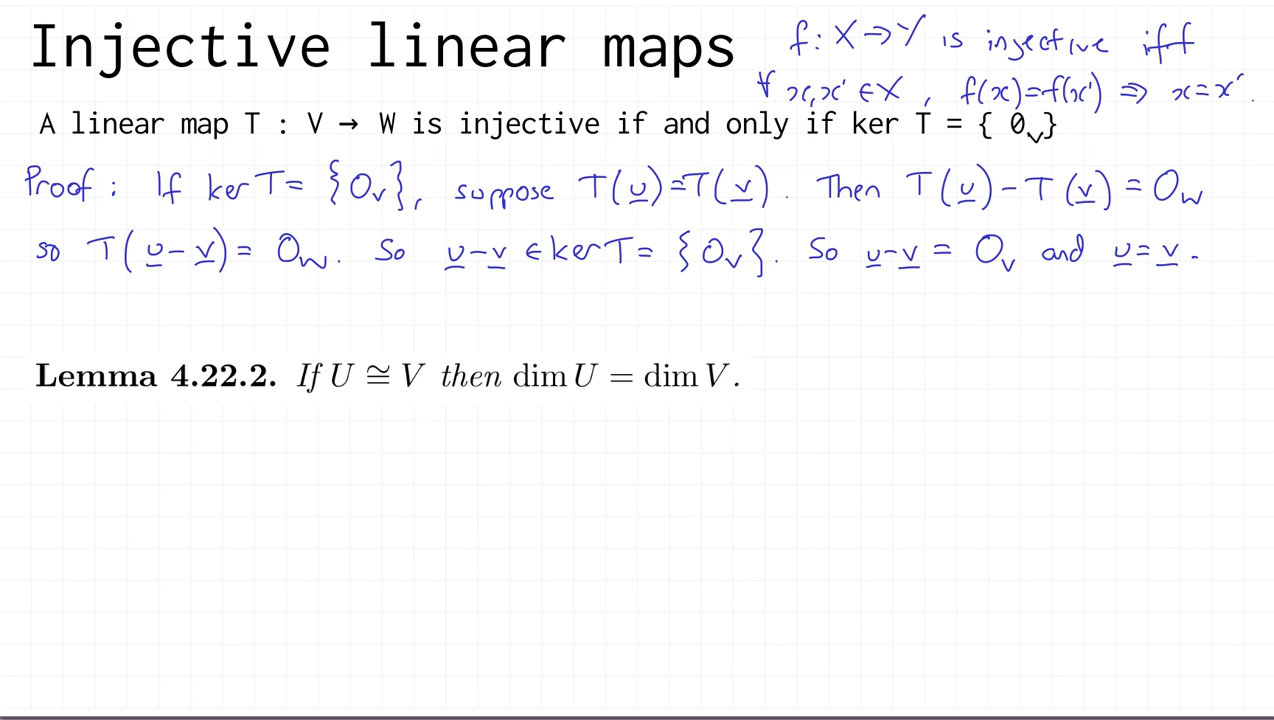 Injective linear maps
f: X → Y is injective iff
∀ x,x' ∈ X , f(x)=f(x') ⇒ x=x'.
A linear map T : V → W is injective if and only if ker T = { 0_V}
Proof : If ker T = {0_V}, suppose T(u)=T(v). Then T(u) - T(v) = 0_W
so T(u-v) = 0_W. So u-v ∈ ker T = {0_V}. So u-v = 0_V and u=v.
Lemma 4.22.2. If U ≅ V then dim U = dim V.